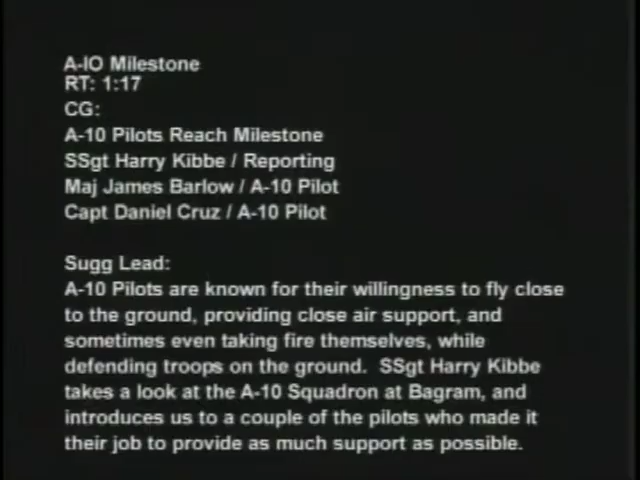 A-IO Milestone
RT: 1:17
CG:
A-10 Pilots Reach Milestone
SSgt Harry Kibbe / Reporting
Maj James Barlow / A-10 Pilot
Capt Daniel Cruz / A-10 Pilot
Sugg Lead:
A-10 Pilots are known for their willingness to fly close
to the ground, providing close air support, and
sometimes even taking fire themselves, while
defending troops on the ground.  SSgt Harry Kibbe
takes a look at the A-10 Squadron at Bagram, and
introduces us to a couple of the pilots who made it
their job to provide as much support as possible.